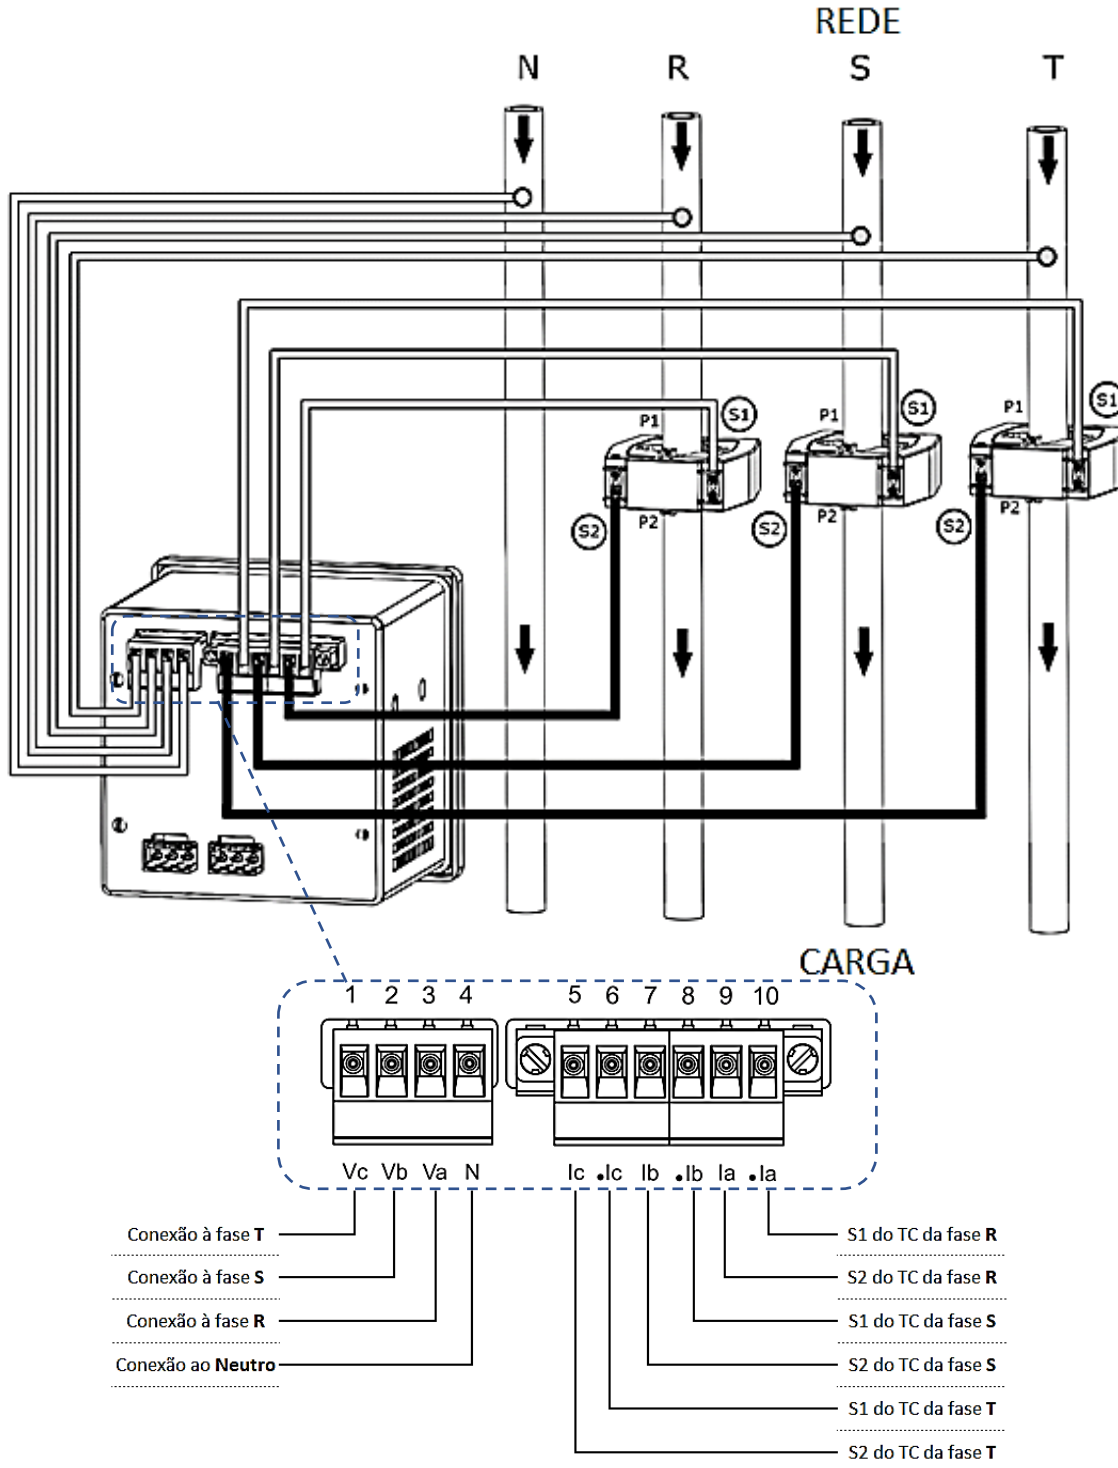 REDE
N R S T
P1 S1 P1 S1 P1 S1
S2 P2 S2 P2 S2 P2
CARGA
1 2 3 4 5 6 7 8 9 10
Vc Vb Va N Ic •Ic Ib •Ib Ia •Ia
Conexão à fase T
Conexão à fase S
Conexão à fase R
Conexão ao Neutro
S1 do TC da fase R
S2 do TC da fase R
S1 do TC da fase S
S2 do TC da fase S
S1 do TC da fase T
S2 do TC da fase T